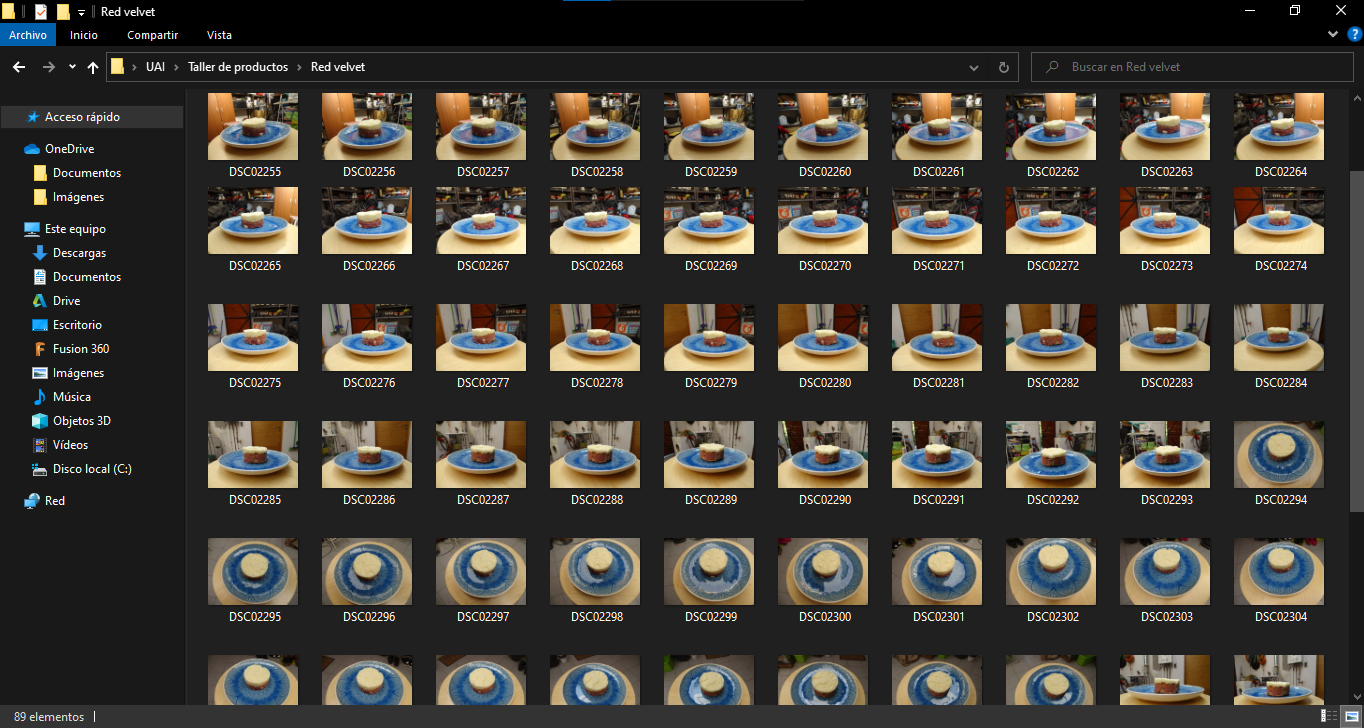 Red velvet
Archivo Inicio Compartir Vista
UAI › Taller de productos › Red velvet
Buscar en Red velvet
Acceso rápido
OneDrive
Documentos
Imágenes
Este equipo
Descargas
Documentos
Drive
Escritorio
Fusion 360
Imágenes
Música
Objetos 3D
Vídeos
Disco local (C:)
Red
DSC02255 DSC02256 DSC02257 DSC02258 DSC02259 DSC02260 DSC02261 DSC02262 DSC02263 DSC02264
DSC02265 DSC02266 DSC02267 DSC02268 DSC02269 DSC02270 DSC02271 DSC02272 DSC02273 DSC02274
DSC02275 DSC02276 DSC02277 DSC02278 DSC02279 DSC02280 DSC02281 DSC02282 DSC02283 DSC02284
DSC02285 DSC02286 DSC02287 DSC02288 DSC02289 DSC02290 DSC02291 DSC02292 DSC02293 DSC02294
DSC02295 DSC02296 DSC02297 DSC02298 DSC02299 DSC02300 DSC02301 DSC02302 DSC02303 DSC02304
89 elementos